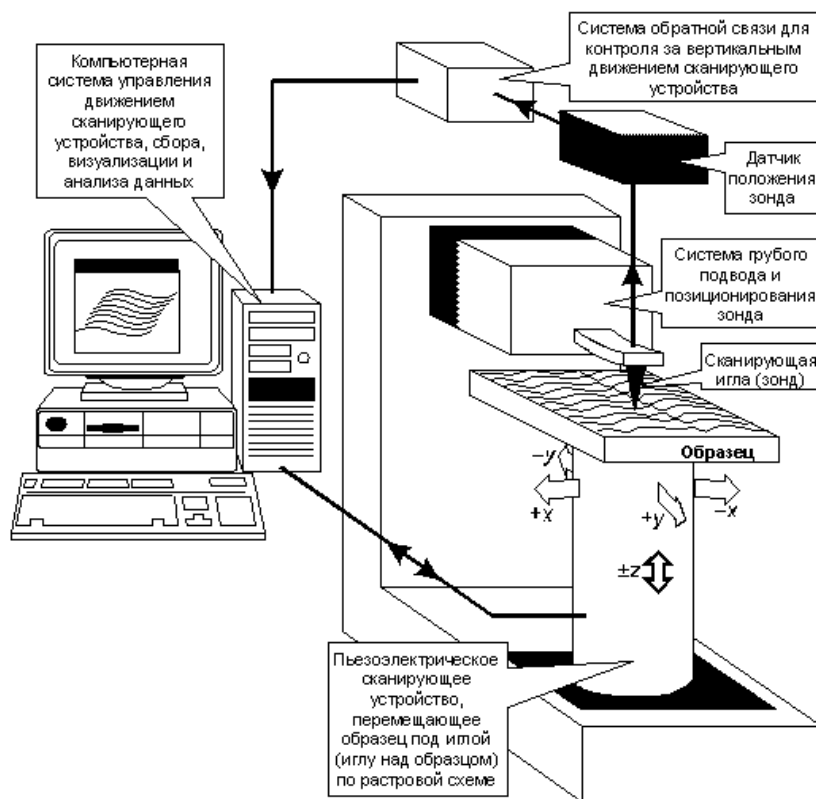 Система обратной связи для
контроля за вертикальным
движением сканирующего
устройства
Компьютерная
система управления
движением
сканирующего
устройства, сбора,
визуализации и
анализа данных
Датчик
положения
зонда
Система грубого
подвода и
позиционирования
зонда
Сканирующая
игла (зонд)
Образец
–y
+x
+y
–x
±z
Пьезоэлектрическое
сканирующее
устройство,
перемещающее
образец под иглой
(иглу над образцом)
по растровой схеме